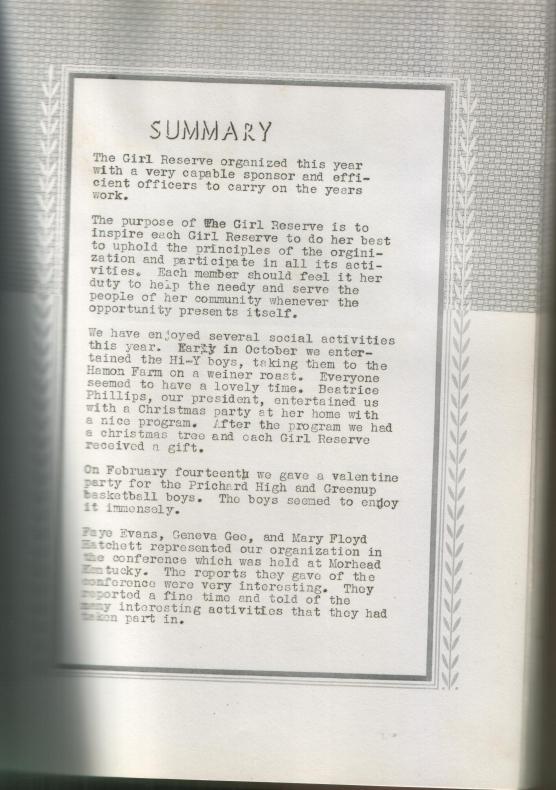 SUMMARY
The Girl Reserve organized this year
with a very capable sponsor and effi-
cient officers to carry on the years
work.
The purpose of the Girl Reserve is to
inspire each Girl Reserve to do her best
to uphold the principles of the orgini-
zation and participate in all its acti-
vities. Each member should feel it her
duty to help the needy and serve the
people of her community whenever the
opportunity presents itself.
We have enjoyed several social activities
this year. Early in October we enter-
tained the Hi-Y boys, taking them to the
Hamon Farm on a weiner roast. Everyone
seemed to have a lovely time. Beatrice
Phillips, our president, entertained us
with a Christmas party at her home with
a nice program. After the program we had
a christmas tree and each Girl Reserve
received a gift.
On February fourteenth we gave a valentine
party for the Prichard High and Greenup
basketball boys. The boys seemed to enjoy
it immensely.
Faye Evans, Geneva Gee, and Mary Floyd
Hatchett represented our organization in
the conference which was held at Morhead
Kentucky. The reports they gave of the
conference were very interesting. They
reported a fine time and told of the
many interesting activities that they had
taken part in.